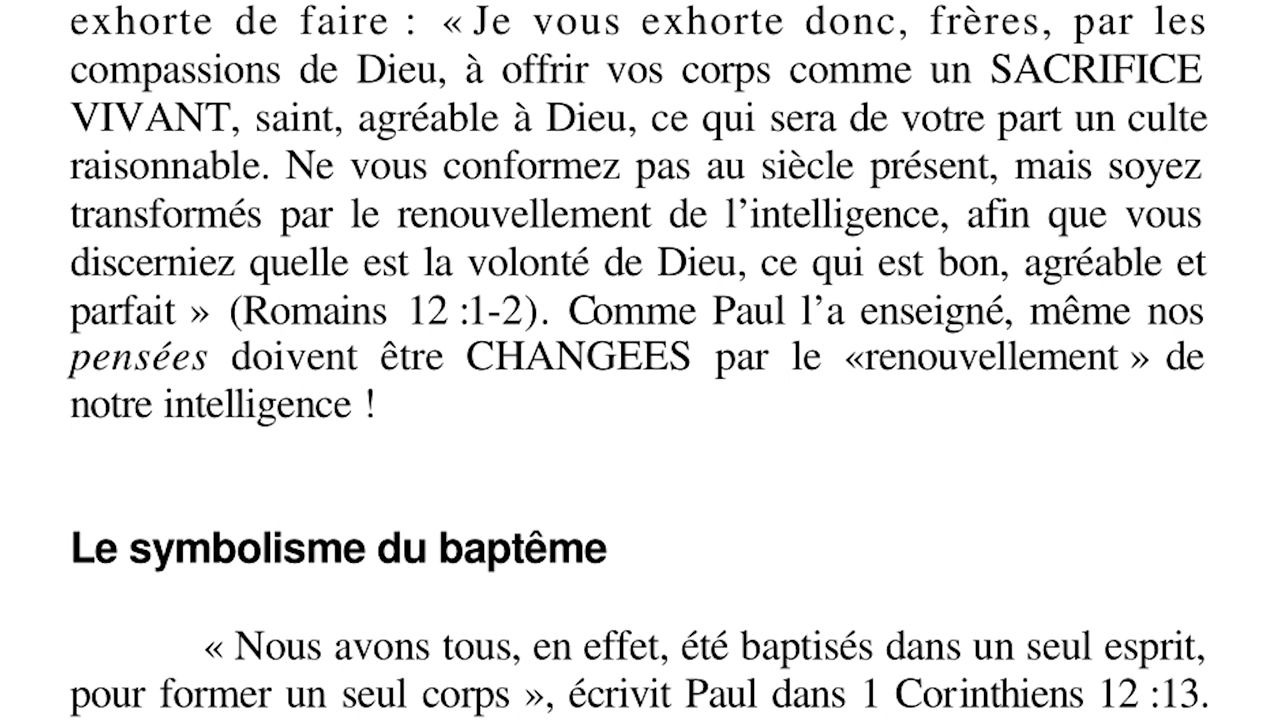 exhorte de faire : « Je vous exhorte donc, frères, par les
compassions de Dieu, à offrir vos corps comme un SACRIFICE
VIVANT, saint, agréable à Dieu, ce qui sera de votre part un culte
raisonnable. Ne vous conformez pas au siècle présent, mais soyez
transformés par le renouvellement de l’intelligence, afin que vous
discerniez quelle est la volonté de Dieu, ce qui est bon, agréable et
parfait » (Romains 12 :1-2). Comme Paul l’a enseigné, même nos
pensées doivent être CHANGEES par le «renouvellement » de
notre intelligence !
Le symbolisme du baptême
« Nous avons tous, en effet, été baptisés dans un seul esprit,
pour former un seul corps », écrivit Paul dans 1 Corinthiens 12 :13.